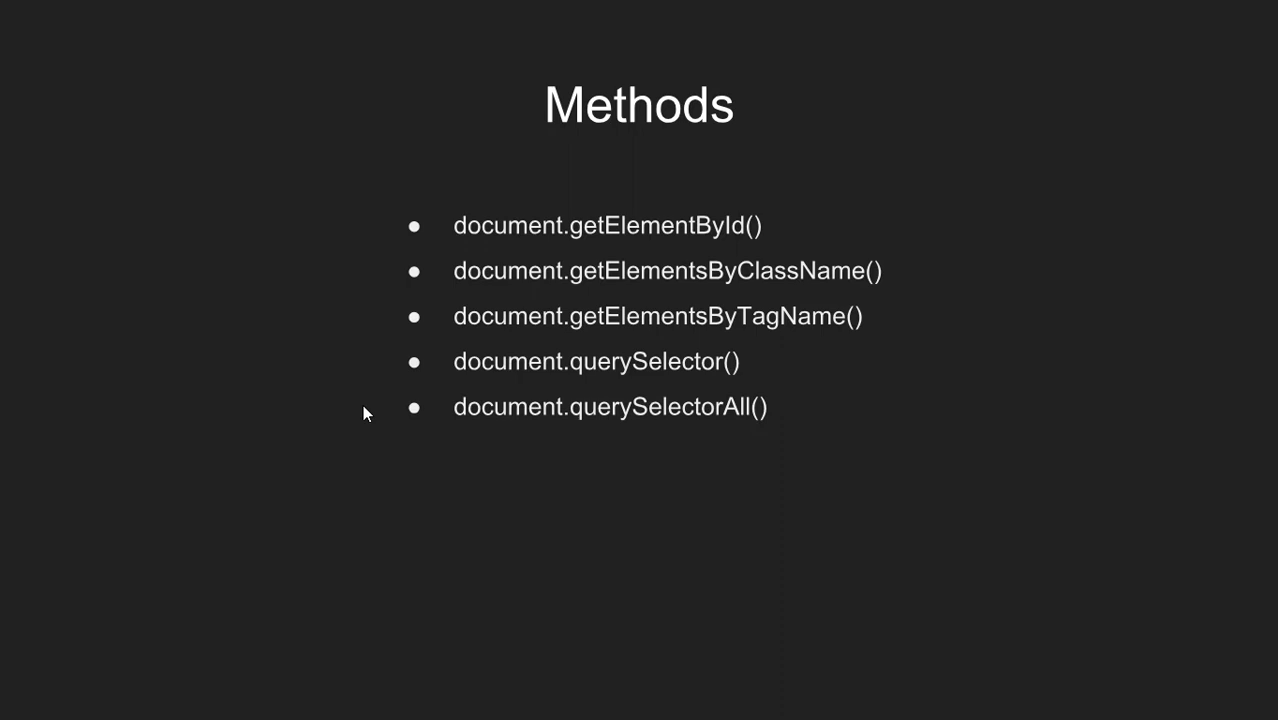 Methods
● document.getElementById()
● document.getElementsByClassName()
● document.getElementsByTagName()
● document.querySelector()
● document.querySelectorAll()